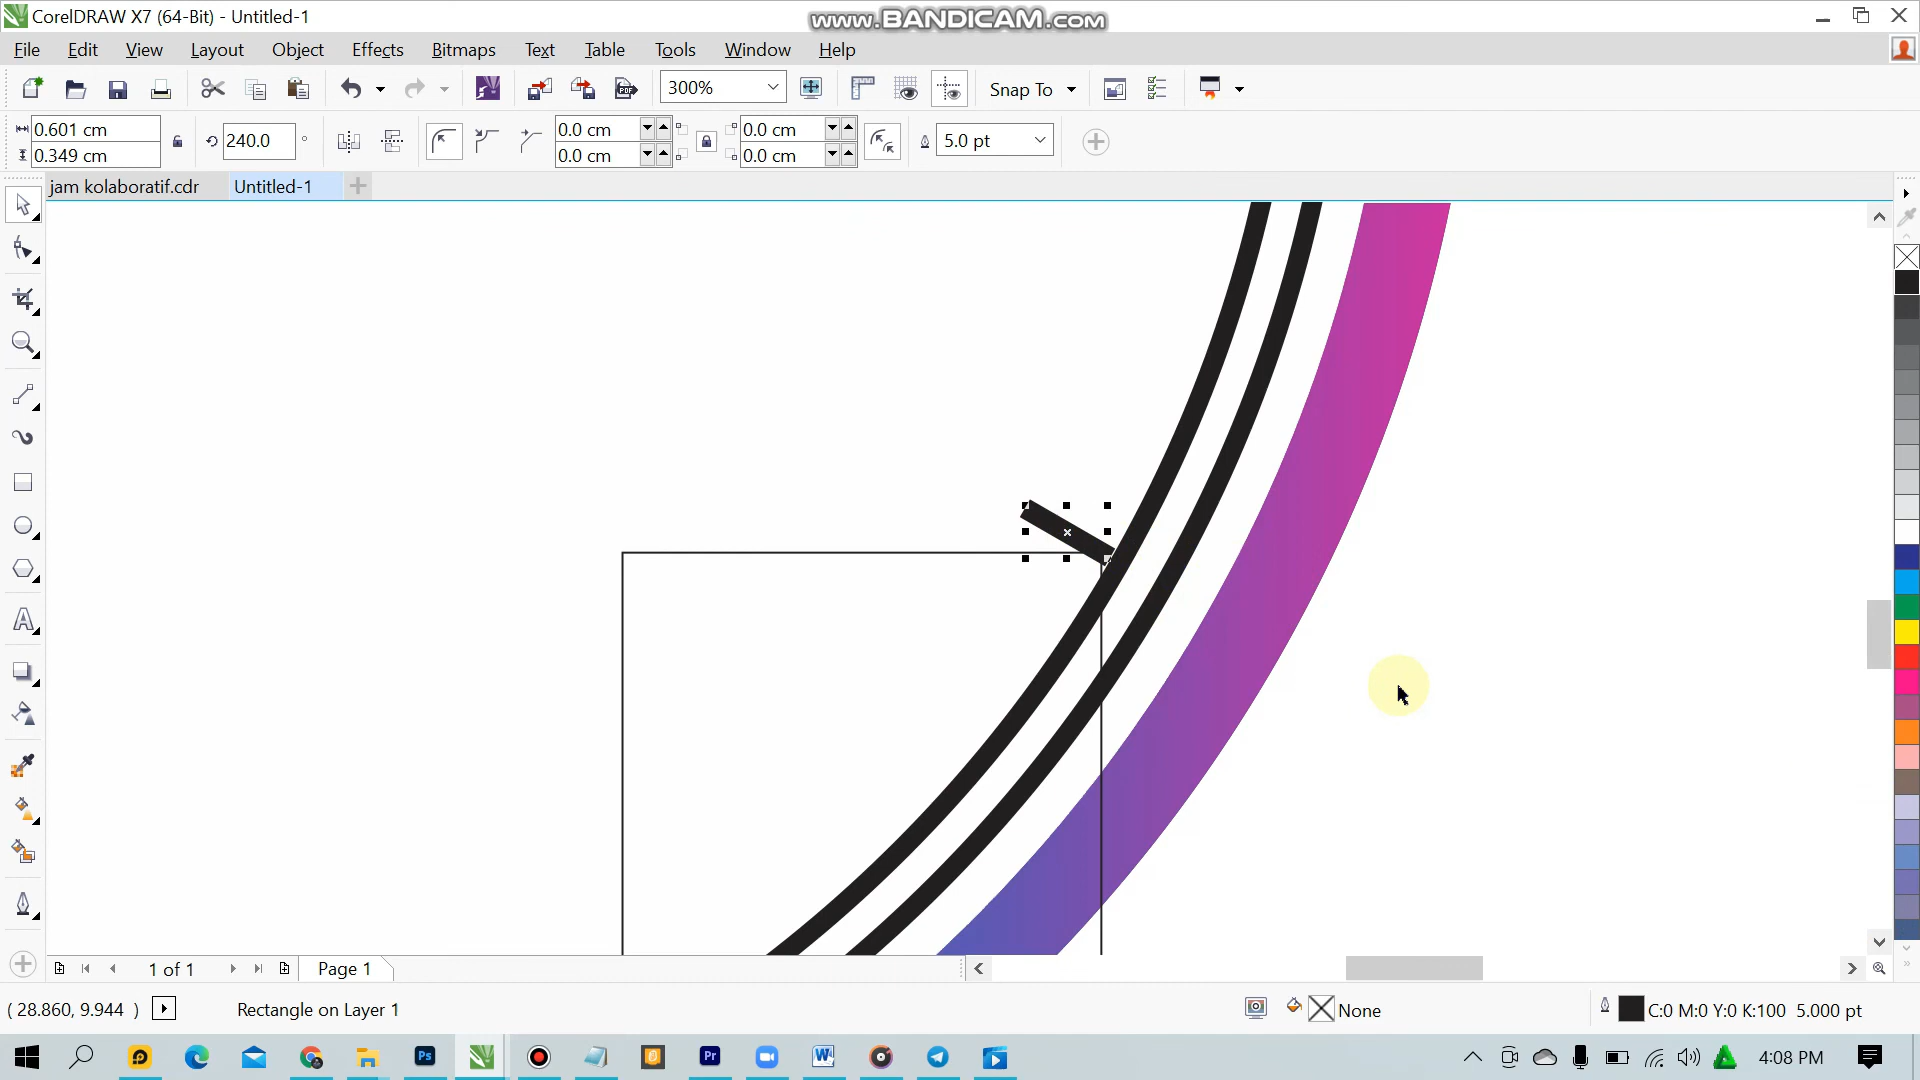 CorelDRAW X7 (64-Bit) - Untitled-1
www.BANDICAM.com
File Edit View Layout Object Effects Bitmaps Text Table Tools Window Help
300% Snap To
0.601 cm 240.0 ° 0.0 cm 0.0 cm 5.0 pt
0.349 cm 0.0 cm 0.0 cm
jam kolaboratif.cdr Untitled-1
1 of 1 Page 1
( 28.860, 9.944 ) Rectangle on Layer 1 None C:0 M:0 Y:0 K:100 5.000 pt
4:08 PM